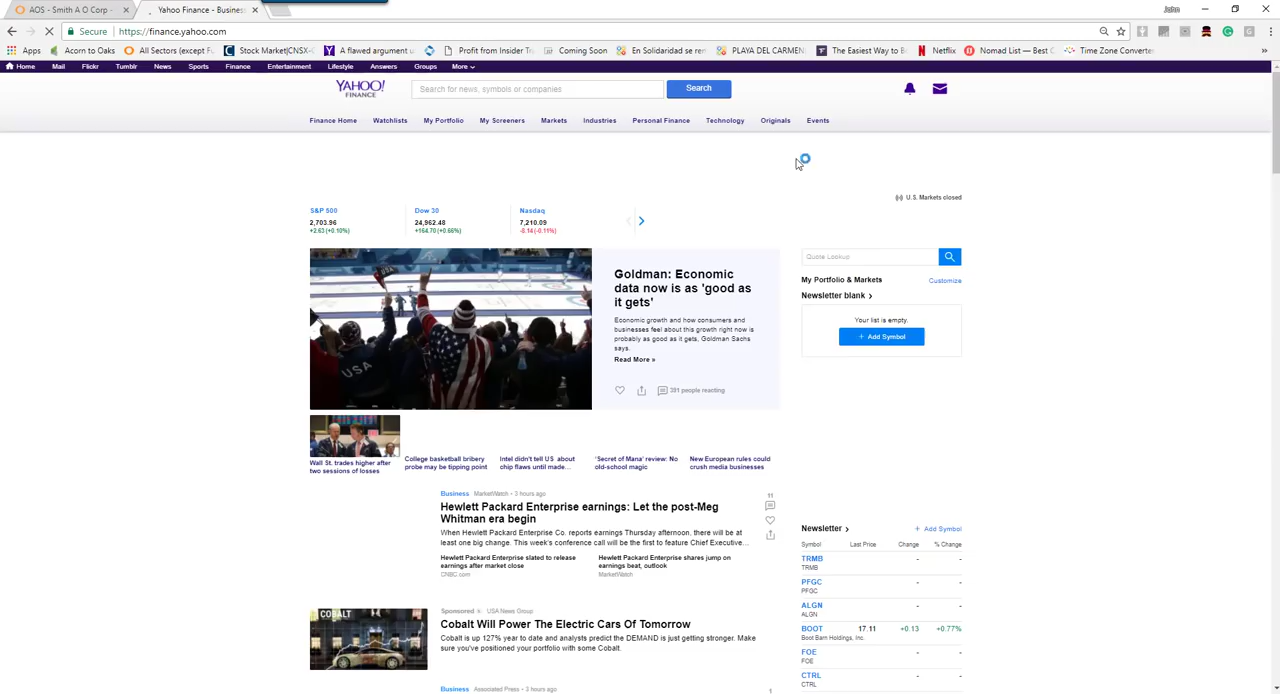 AOS - Smith A O Corp -
Yahoo Finance - Busines
John
Secure
https://finance.yahoo.com
Apps
Acorn to Oaks
All Sectors (except Fu
Stock Market|CNSX-C
A flawed argument u
Profit from Insider Tr
Coming Soon
En Solidaridad se ren
PLAYA DEL CARMEN
The Easiest Way to B
Netflix
Nomad List — Best C
Time Zone Converte
Home
Mail
Flickr
Tumblr
News
Sports
Finance
Entertainment
Lifestyle
Answers
Groups
More
YAHOO!
FINANCE
Search for news, symbols or companies
Search
Finance Home
Watchlists
My Portfolio
My Screeners
Markets
Industries
Personal Finance
Technology
Originals
Events
U.S. Markets closed
S&P 500
2,703.96
+2.63 (+0.10%)
Dow 30
24,962.48
+164.70 (+0.66%)
Nasdaq
7,210.09
-8.14 (-0.11%)
USA
USA
Goldman: Economic
data now is as 'good as
it gets'
Economic growth and how consumers and
businesses feel about this growth right now is
probably as good as it gets, Goldman Sachs
says.
Read More »
391 people reacting
Quote Lookup
My Portfolio & Markets
Customize
Newsletter blank
Your list is empty.
+ Add Symbol
Wall St. trades higher after
two sessions of losses
College basketball bribery
probe may be tipping point
Intel didn't tell US about
chip flaws until made...
'Secret of Mana' review: No
old-school magic
New European rules could
crush media businesses
Business MarketWatch • 3 hours ago
Hewlett Packard Enterprise earnings: Let the post-Meg
Whitman era begin
When Hewlett Packard Enterprise Co. reports earnings Thursday afternoon, there will be at
least one big change. This week's conference call will be the first to feature Chief Executive...
Hewlett Packard Enterprise slated to release
earnings after market close
CNBC.com
Hewlett Packard Enterprise shares jump on
earnings beat, outlook
MarketWatch
11
Newsletter
+ Add Symbol
Symbol Last Price Change % Change
TRMB - -
TRMB
PFGC - -
PFGC
ALGN - -
ALGN
BOOT 17.11 +0.13 +0.77%
Boot Barn Holdings, Inc.
FOE - -
FOE
CTRL - -
CTRL
COBALT
Sponsored USA News Group
Cobalt Will Power The Electric Cars Of Tomorrow
Cobalt is up 127% year to date and analysts predict the DEMAND is just getting stronger. Make
sure you've positioned your portfolio with some Cobalt.
Business Associated Press • 3 hours ago
1